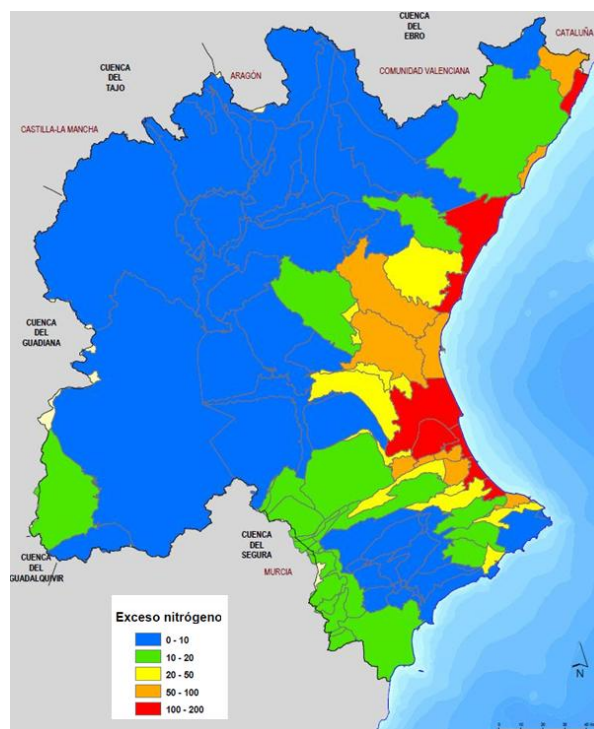 CUENCA
DEL
EBRO
CATALUÑA
CUENCA
DEL
TAJO
ARAGÓN
COMUNIDAD VALENCIANA
CASTILLA-LA MANCHA
CUENCA
DEL
GUADIANA
CUENCA
DEL
GUADALQUIVIR
CUENCA
DEL
SEGURA
MURCIA
Exceso nitrógeno
0 - 10
10 - 20
20 - 50
50 - 100
100 - 200
N